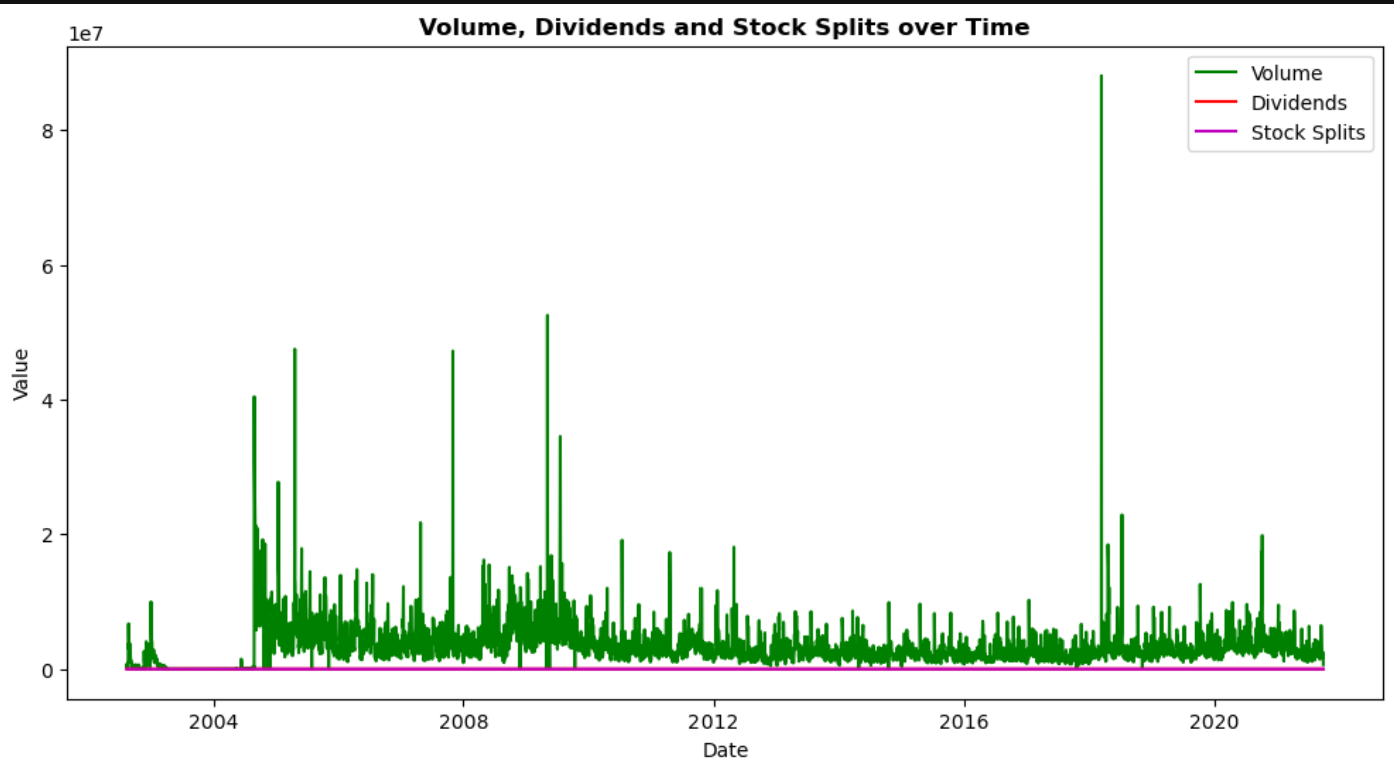 Volume, Dividends and Stock Splits over Time
1e7
Volume
Dividends
Stock Splits
8
6
4
2
0
Value
2004 2008 2012 2016 2020
Date